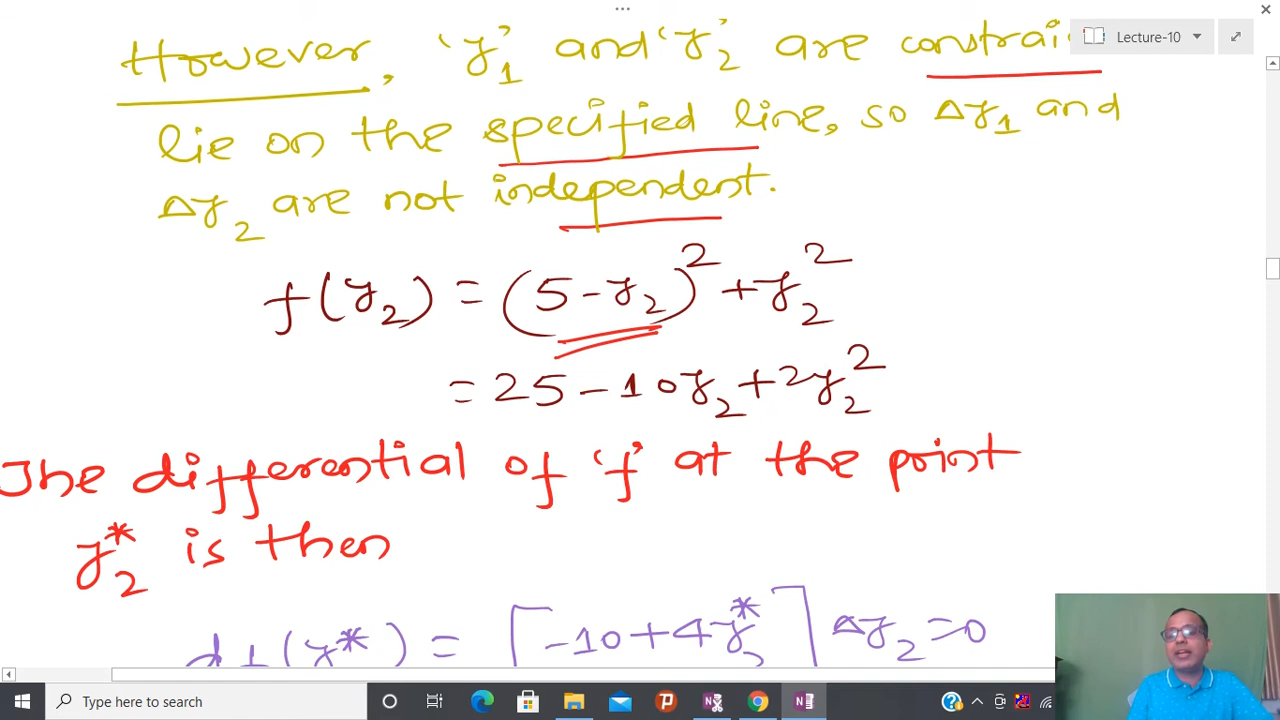 Lecture-10
However, 'y₁' and 'y₂' are
lie on the specified line, so Δy₁ and
Δy₂ are not independent.
f(y₂) = (5-y₂)² + y₂²
= 25-10y₂+2y₂²
The differential of 'f' at the point
y₂* is then
df(y*) = [-10+4y₂*] Δy₂=0
Type here to search